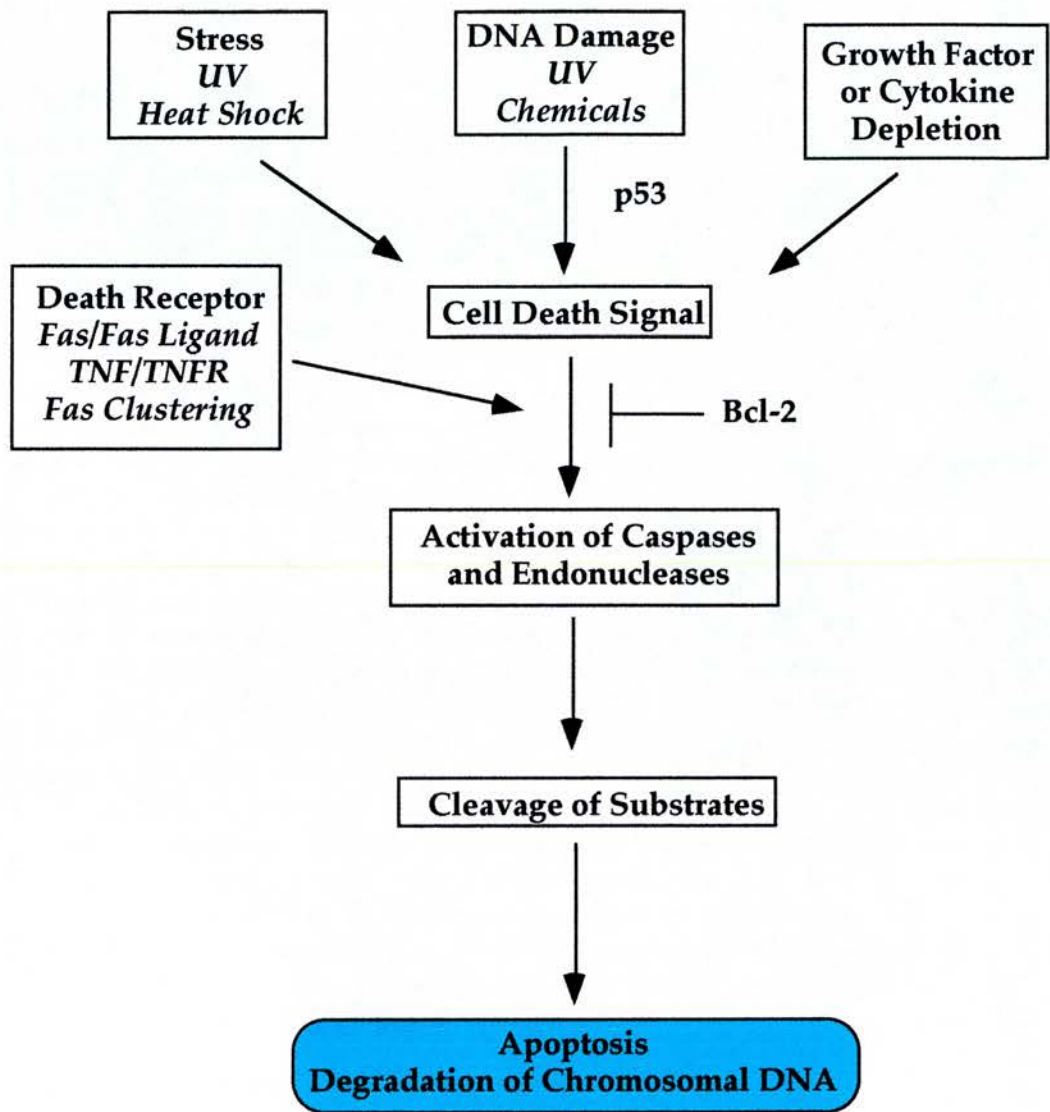 Stress
UV
Heat Shock
DNA Damage
UV
Chemicals
Growth Factor
or Cytokine
Depletion
p53
Death Receptor
Fas/Fas Ligand
TNF/TNFR
Fas Clustering
Cell Death Signal
Bcl-2
Activation of Caspases
and Endonucleases
Cleavage of Substrates
Apoptosis
Degradation of Chromosomal DNA